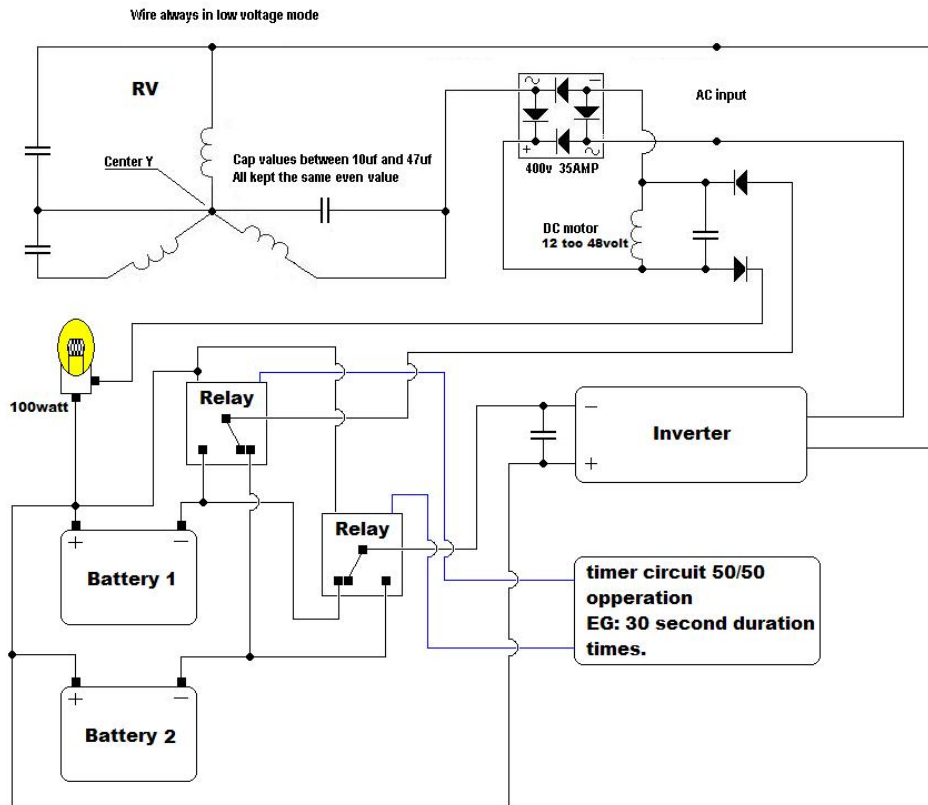 Wire always in low voltage mode
RV
AC input
Center Y
Cap values between 10uf and 47uf
All kept the same even value
400v 35AMP
DC motor
12 too 48volt
100watt
Relay
Inverter
Relay
Battery 1
timer circuit 50/50
opperation
EG: 30 second duration
times.
Battery 2